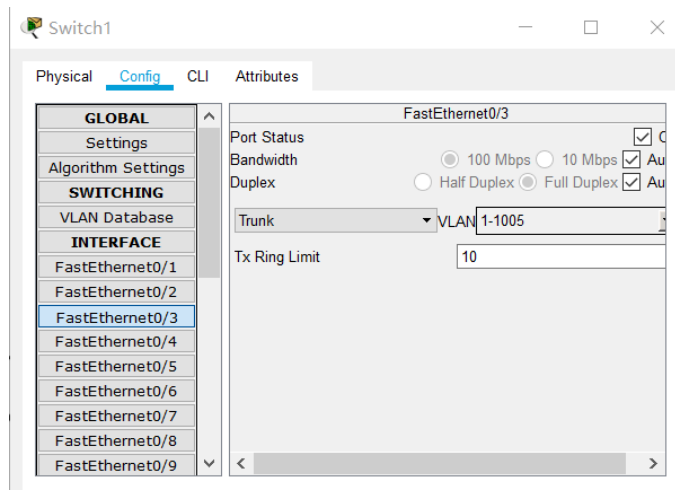 Switch1
Physical Config CLI Attributes
GLOBAL
Settings
Algorithm Settings
SWITCHING
VLAN Database
INTERFACE
FastEthernet0/1
FastEthernet0/2
FastEthernet0/3
FastEthernet0/4
FastEthernet0/5
FastEthernet0/6
FastEthernet0/7
FastEthernet0/8
FastEthernet0/9
FastEthernet0/3
Port Status
Bandwidth 100 Mbps 10 Mbps
Duplex Half Duplex Full Duplex
Trunk VLAN 1-1005
Tx Ring Limit 10